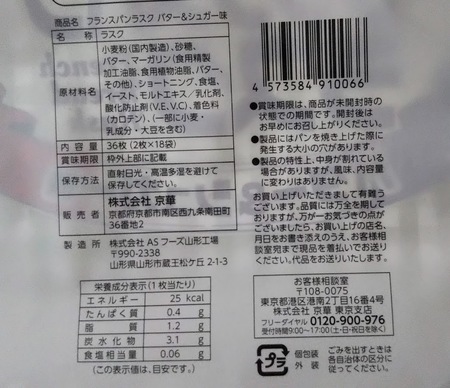 商品名 フランスパンラスク バター&シュガー味
名称 ラスク
原材料名 小麦粉(国内製造)、砂糖、
バター、マーガリン(食用精製
加工油脂、食用植物油脂、バター、
その他)、ショートニング、食塩、
イースト、モルトエキス/乳化剤、
酸化防止剤(V.E、V.C)、着色料
(カロテン)、(一部に小麦・
乳成分・大豆を含む)
内容量 36枚(2枚×18袋)
賞味期限 枠外上部に記載
保存方法 直射日光・高温多湿を避けて
保存してください。
販売者 株式会社 京華
京都府京都市南区西九条南田町
36番地2
製造所 株式会社 ASフーズ山形工場
〒990-2338
山形県山形市蔵王松ケ丘 2-1-3
栄養成分表示(1枚当たり)
エネルギー 25 kcal
たんぱく質 0.4 g
脂質 1.2 g
炭水化物 3.1 g
食塩相当量 0.06 g
(この表示値は、目安です。)
4 573584 910066
●賞味期限は、商品が未開封時の
状態での期間です。開封後は
お早めにお召し上がりください。
●製品にはパンを焼き上げた際に
発生する大小の穴があります。
●製品の特性上、中身が割れている
場合がありますが、風味、内容量
に変わりはありません。
お買い上げいただきまして有難う
ございます。品質には万全を期して
おりますが、万が一お気づきの点が
ございましたら、お買い上げの店名、
月日をお書き添えのうえ、お客様相
談室宛まで現品を着払いでお送り
ください。代品をお送りいたします。
お客様相談室
〒108-0075
東京都港区港南2丁目16番4号
株式会社 京華 東京支店
フリーダイヤル 0120-900-976
受付時間9:00~17:00(土・日・祝日を除く)
プラ
個包装
外装
ごみを出すときは
各自治体の区分に
従ってください。